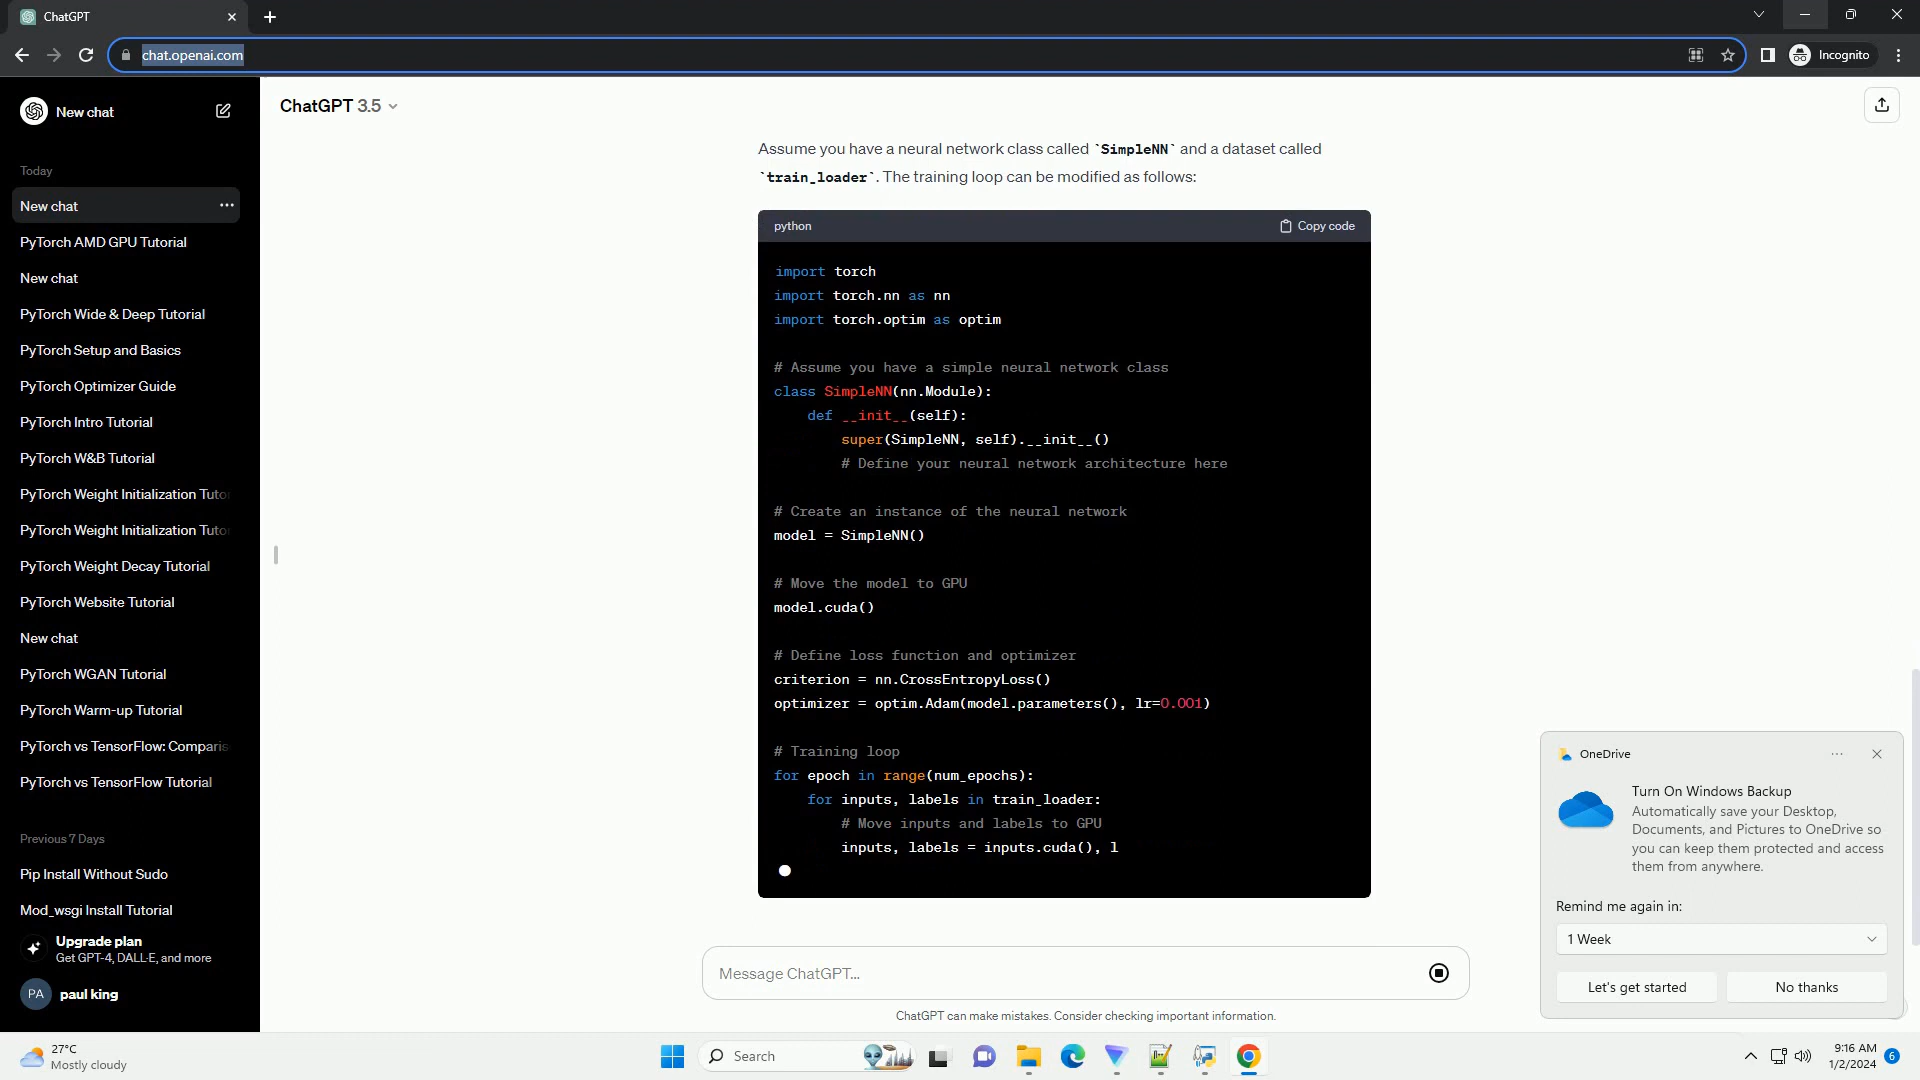 ChatGPT
chat.openai.com
Incognito
New chat
Today
New chat
PyTorch AMD GPU Tutorial
New chat
PyTorch Wide & Deep Tutorial
PyTorch Setup and Basics
PyTorch Optimizer Guide
PyTorch Intro Tutorial
PyTorch W&B Tutorial
PyTorch Weight Initialization Tuto
PyTorch Weight Initialization Tuto
PyTorch Weight Decay Tutorial
PyTorch Website Tutorial
New chat
PyTorch WGAN Tutorial
PyTorch Warm-up Tutorial
PyTorch vs TensorFlow: Comparis
PyTorch vs TensorFlow Tutorial
Previous 7 Days
Pip Install Without Sudo
Mod_wsgi Install Tutorial
Upgrade plan
Get GPT-4, DALL·E, and more
PA paul king
ChatGPT 3.5
Assume you have a neural network class called `SimpleNN` and a dataset called
`train_loader`. The training loop can be modified as follows:
python Copy code
import torch
import torch.nn as nn
import torch.optim as optim
# Assume you have a simple neural network class
class SimpleNN(nn.Module):
    def __init__(self):
        super(SimpleNN, self).__init__()
        # Define your neural network architecture here
# Create an instance of the neural network
model = SimpleNN()
# Move the model to GPU
model.cuda()
# Define loss function and optimizer
criterion = nn.CrossEntropyLoss()
optimizer = optim.Adam(model.parameters(), lr=0.001)
# Training loop
for epoch in range(num_epochs):
    for inputs, labels in train_loader:
        # Move inputs and labels to GPU
        inputs, labels = inputs.cuda(), l
Message ChatGPT...
ChatGPT can make mistakes. Consider checking important information.
OneDrive
Turn On Windows Backup
Automatically save your Desktop,
Documents, and Pictures to OneDrive so
you can keep them protected and access
them from anywhere.
Remind me again in:
1 Week
Let's get started
No thanks
27°C
Mostly cloudy
Search
9:16 AM
1/2/2024
6